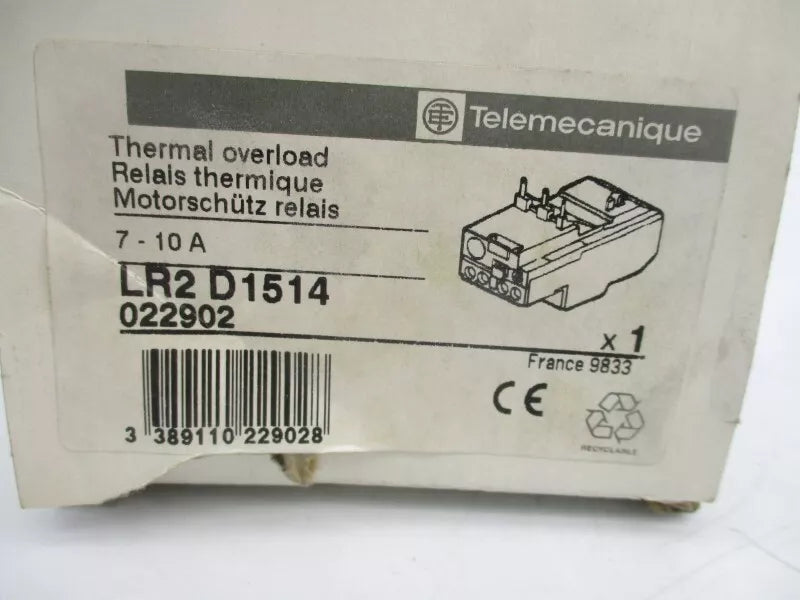 Telemecanique
Thermal overload
Relais thermique
Motorschütz relais
7 - 10 A
LR2 D1514
022902
x 1
France 9833
CE
3 389110 229028
RECYCLABLE